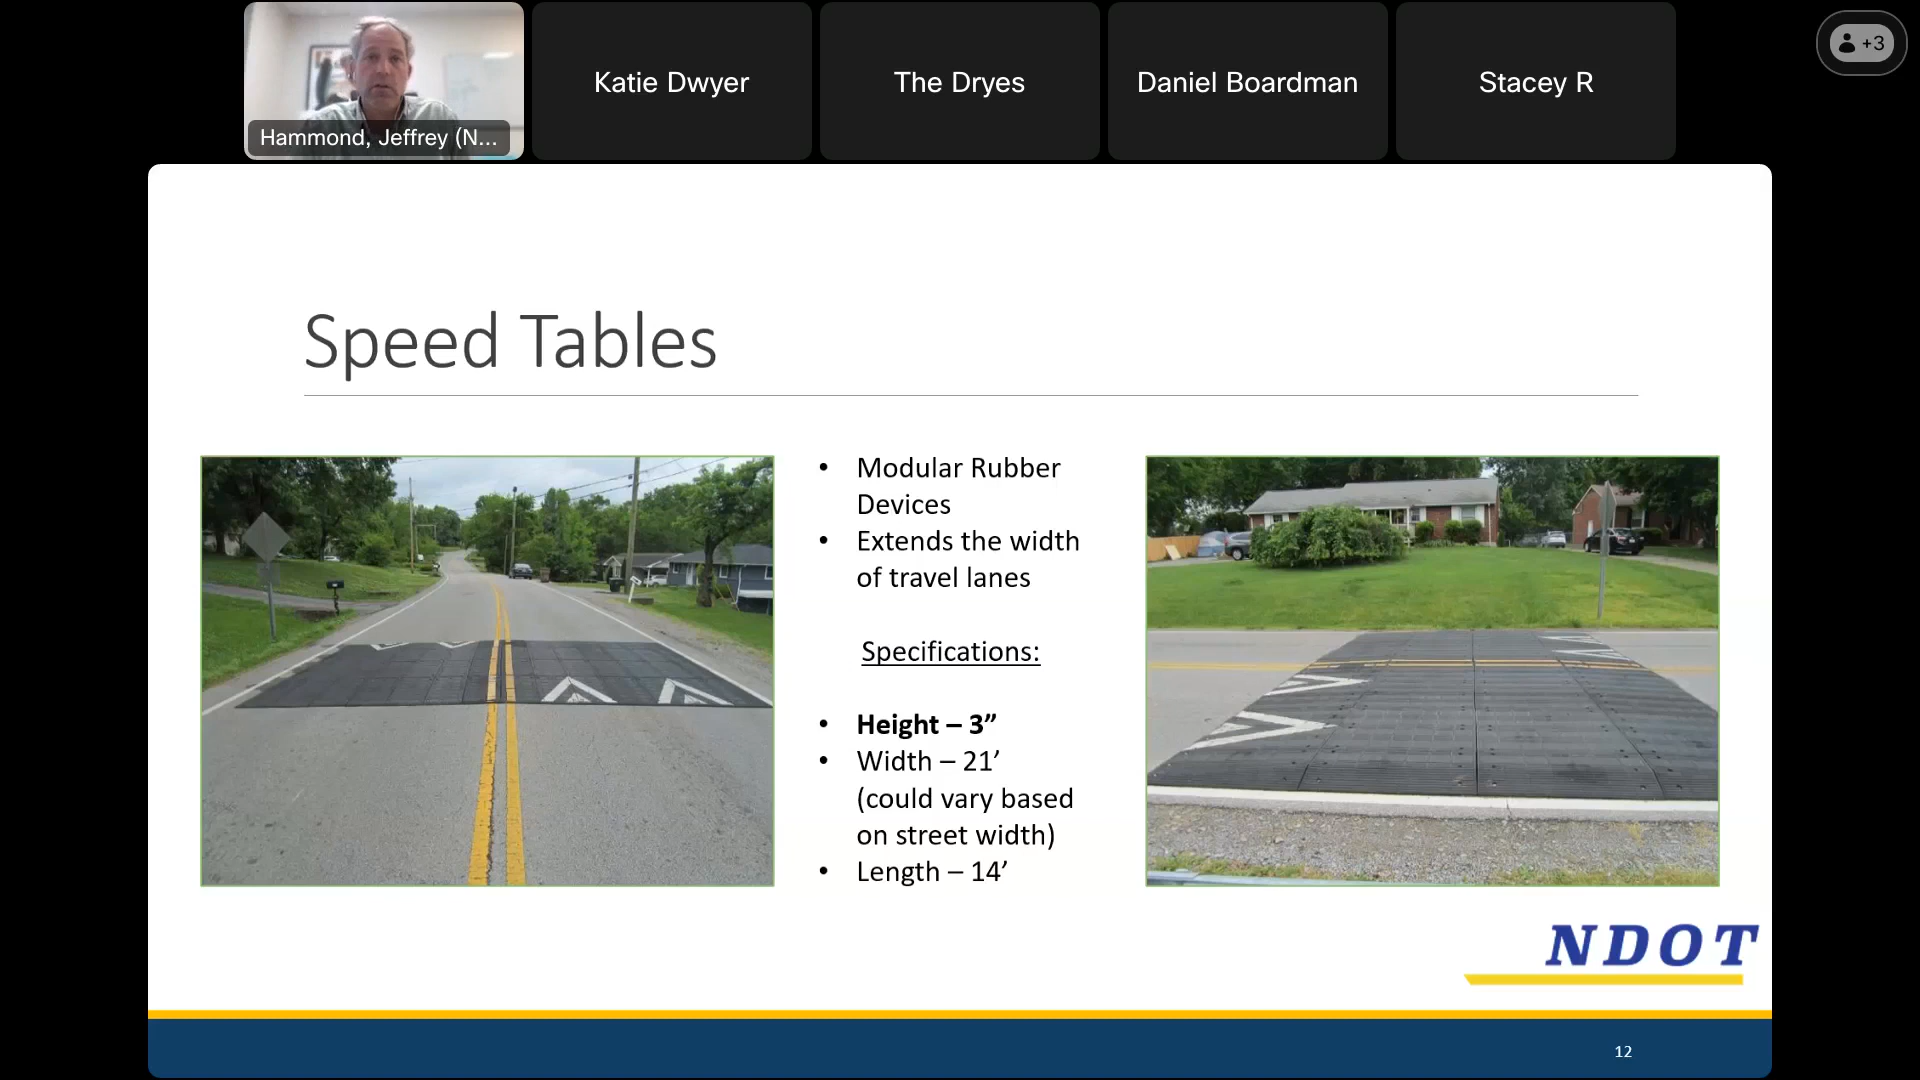 Hammond, Jeffrey (N...
Katie Dwyer
The Dryes
Daniel Boardman
Stacey R
+3
Speed Tables
• Modular Rubber
Devices
• Extends the width
of travel lanes
Specifications:
• Height – 3”
• Width – 21’
(could vary based
on street width)
• Length – 14’
NDOT
12